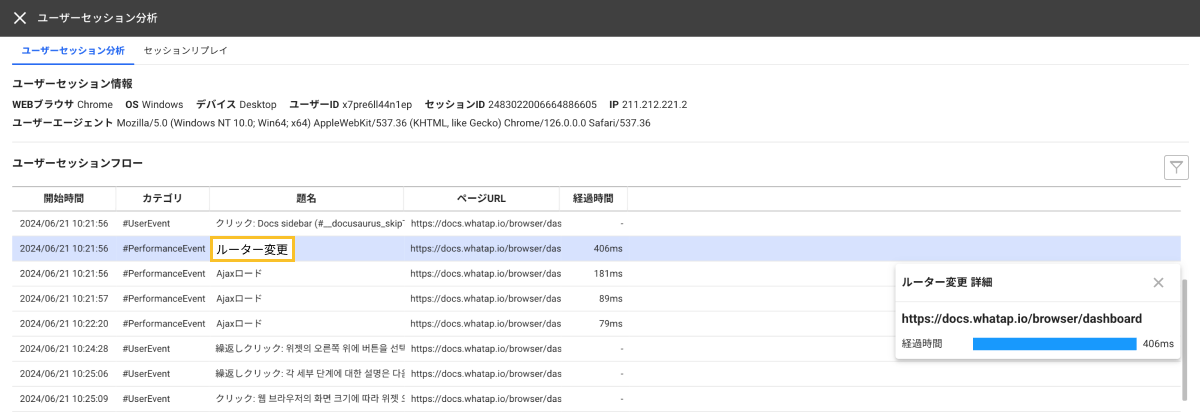 ユーザーセッション分析
ユーザーセッション分析 セッションリプレイ
ユーザーセッション情報
WEBブラウザ Chrome OS Windows デバイス Desktop ユーザーID x7pre6ll44n1ep セッションID 2483022006664886605 IP 211.212.221.2
ユーザーエージェント Mozilla/5.0 (Windows NT 10.0; Win64; x64) AppleWebKit/537.36 (KHTML, like Gecko) Chrome/126.0.0.0 Safari/537.36
ユーザーセッションフロー
開始時間 カテゴリ 題名 ページURL 経過時間
2024/06/21 10:21:56 #UserEvent クリック: Docs sidebar (#__docusaurus_skipT https://docs.whatap.io/browser/das -
2024/06/21 10:21:56 #PerformanceEvent ルーター変更 https://docs.whatap.io/browser/das 406ms
2024/06/21 10:21:56 #PerformanceEvent Ajaxロード https://docs.whatap.io/browser/das 181ms
2024/06/21 10:21:57 #PerformanceEvent Ajaxロード https://docs.whatap.io/browser/das 89ms
2024/06/21 10:22:20 #PerformanceEvent Ajaxロード https://docs.whatap.io/browser/das 79ms
2024/06/21 10:24:28 #UserEvent 繰返しクリック: 위젯의 오른쪽 위에 버튼을 선택 https://docs.whatap.io/browser/das -
2024/06/21 10:25:06 #UserEvent 繰返しクリック: 각 세부 단계에 대한 설명은 다음 https://docs.whatap.io/browser/das -
2024/06/21 10:25:09 #UserEvent クリック: 웹 브라우저의 화면 크기에 따라 위젯 오 https://docs.whatap.io/browser/das -
ルーター変更 詳細
https://docs.whatap.io/browser/dashboard
経過時間 406ms